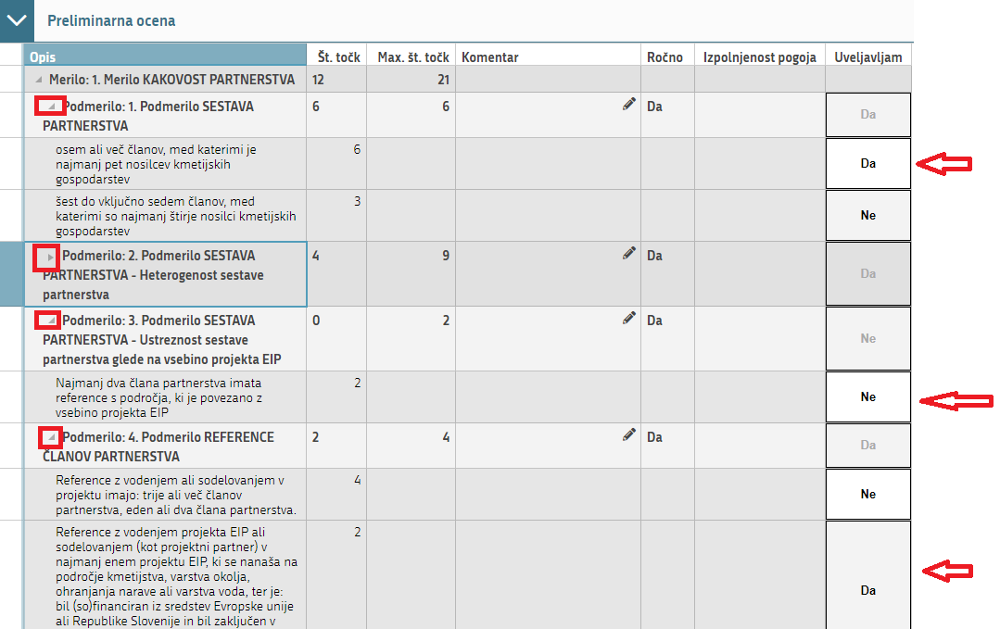 Preliminarna ocena
Opis Št. točk Max. št. točk Komentar Ročno Izpolnjenost pogoja Uveljavljam
Merilo: 1. Merilo KAKOVOST PARTNERSTVA 12 21
Podmerilo: 1. Podmerilo SESTAVA 6 6 Da Da
PARTNERSTVA
osem ali več članov, med katerimi je 6
najmanj pet nosilcev kmetijskih Da
gospodarstev
šest do vključno sedem članov, med 3
katerimi so najmanj štirje nosilci kmetijskih Ne
gospodarstev
Podmerilo: 2. Podmerilo SESTAVA 4 9 Da
PARTNERSTVA - Heterogenost sestave Da
partnerstva
Podmerilo: 3. Podmerilo SESTAVA 0 2 Da
PARTNERSTVA - Ustreznost sestave Ne
partnerstva glede na vsebino projekta EIP
Najmanj dva člana partnerstva imata 2
reference s področja, ki je povezano z Ne
vsebino projekta EIP
Podmerilo: 4. Podmerilo REFERENCE 2 4 Da Da
ČLANOV PARTNERSTVA
Reference z vodenjem ali sodelovanjem v 4
projektu imajo: trije ali več članov Ne
partnerstva, eden ali dva člana partnerstva.
Reference z vodenjem projekta EIP ali 2
sodelovanjem (kot projektni partner) v
najmanj enem projektu EIP, ki se nanaša na
področje kmetijstva, varstva okolja,
ohranjanja narave ali varstva voda, ter je: Da
bil (so)financiran iz sredstev Evropske unije
ali Republike Slovenije in bil zaključen v